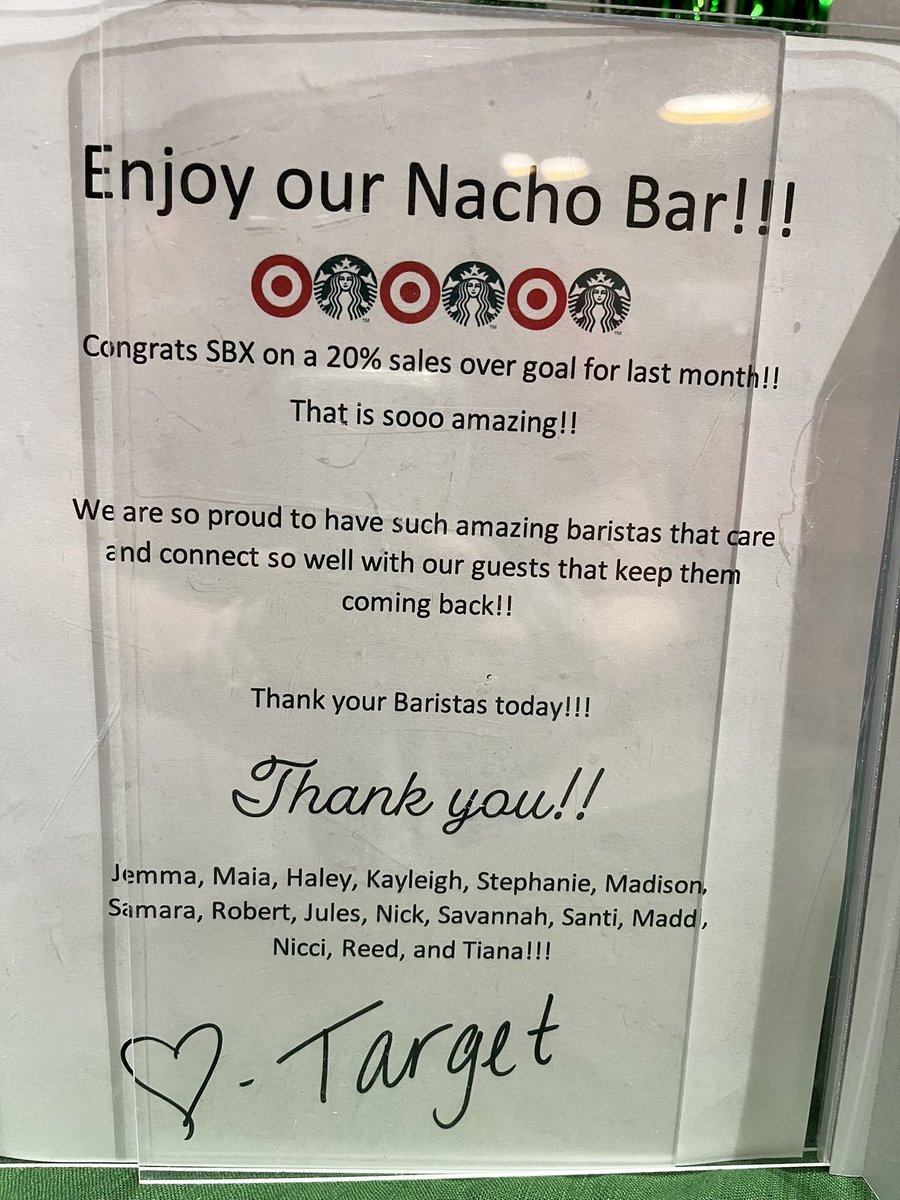 Enjoy our Nacho Bar!!!
Congrats SBX on a 20% sales over goal for last month!!
That is sooo amazing!!
We are so proud to have such amazing baristas that care
and connect so well with our guests that keep them
coming back!!
Thank your Baristas today!!!
Thank you!!
Jemma, Maia, Haley, Kayleigh, Stephanie, Madison,
Samara, Robert, Jules, Nick, Savannah, Santi, Maddi,
Nicci, Reed, and Tiana!!!
♡ - Target